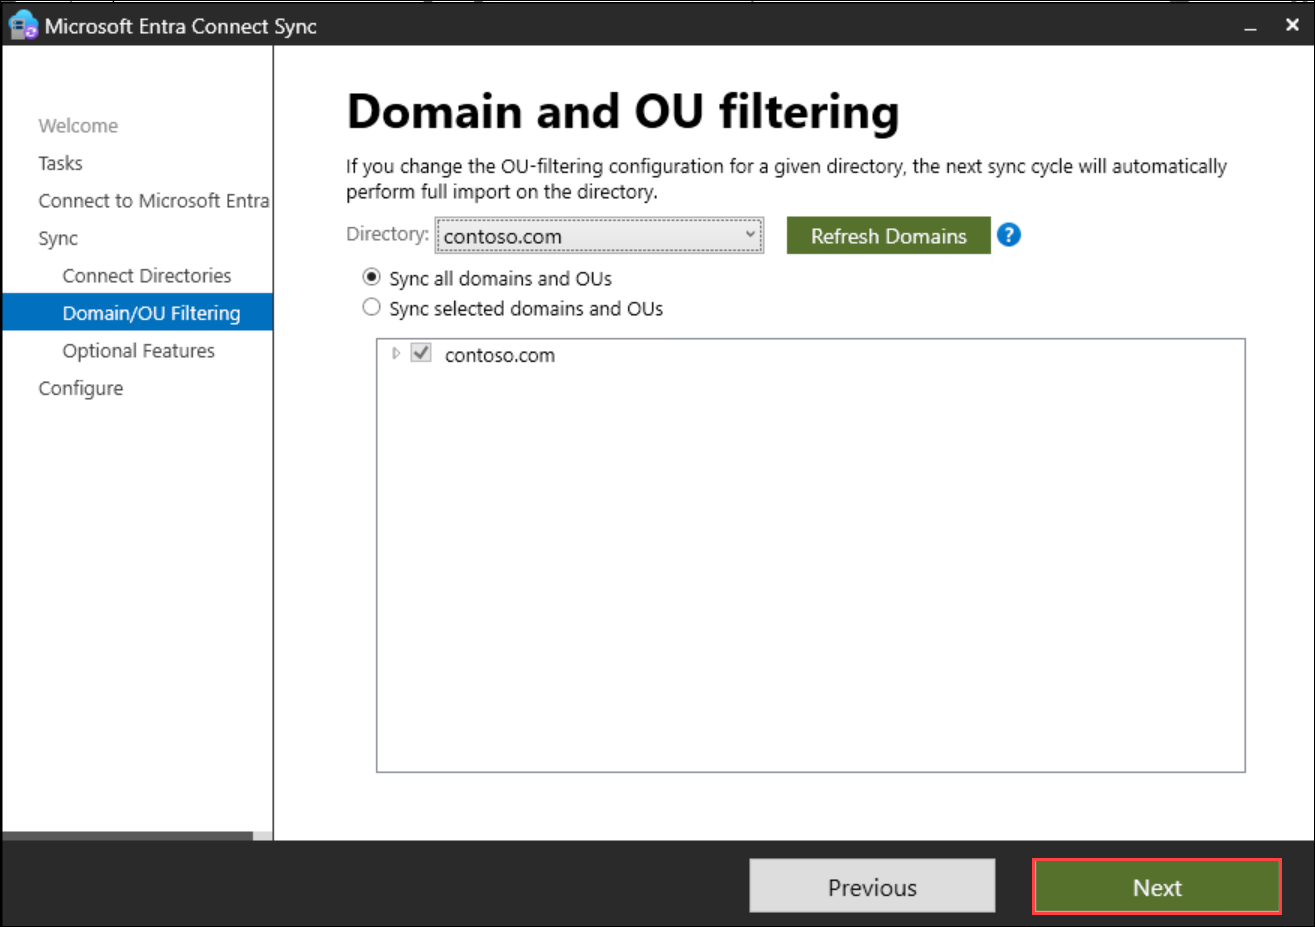 Microsoft Entra Connect Sync
Welcome
Tasks
Connect to Microsoft Entra
Sync
Connect Directories
Domain/OU Filtering
Optional Features
Configure
Domain and OU filtering
If you change the OU-filtering configuration for a given directory, the next sync cycle will automatically
perform full import on the directory.
Directory: contoso.com Refresh Domains ?
Sync all domains and OUs
Sync selected domains and OUs
contoso.com
Previous Next